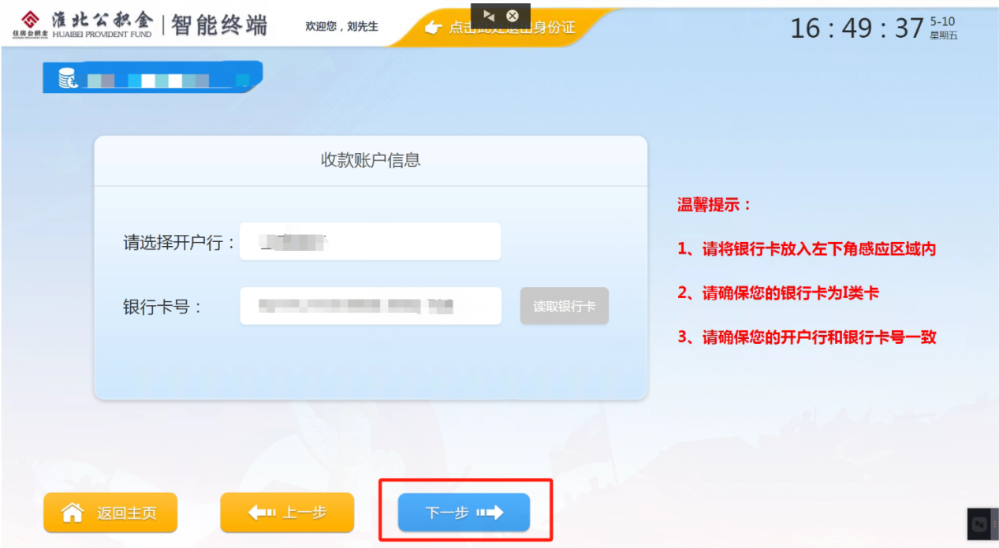 淮北公积金 智能终端
住房公积金 HUAIBEI PROVIDENT FUND
欢迎您，刘先生
点击此处退出身份证
16：49：37
5-10
星期五
收款账户信息
请选择开户行：
银行卡号：
读取银行卡
温馨提示：
1、请将银行卡放入左下角感应区域内
2、请确保您的银行卡为I类卡
3、请确保您的开户行和银行卡号一致
返回主页
上一步
下一步